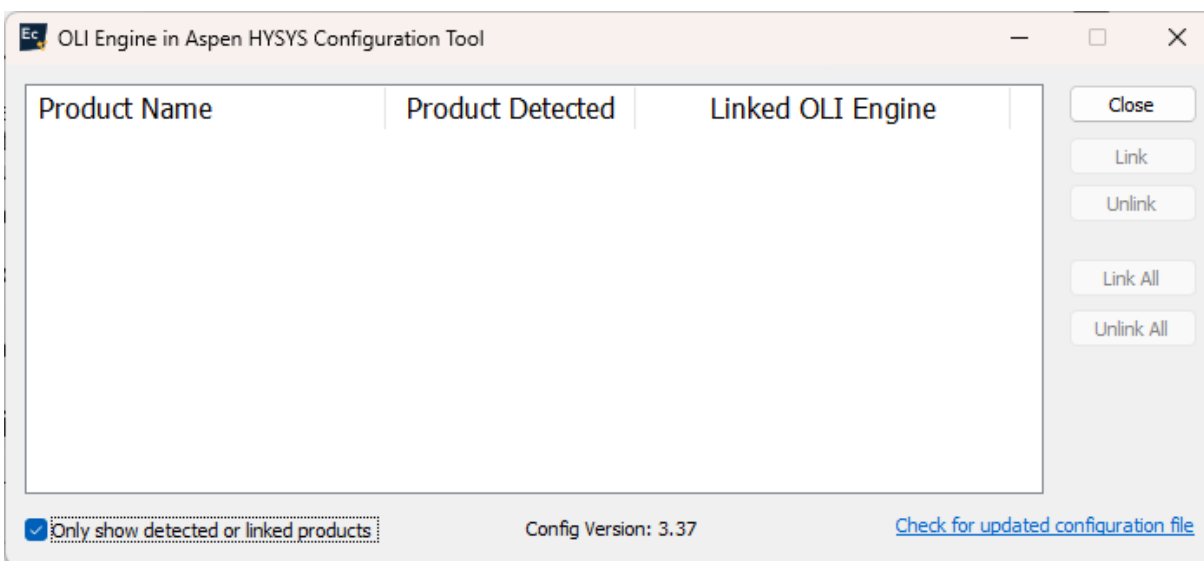 Ec OLI Engine in Aspen HYSYS Configuration Tool
Product Name Product Detected Linked OLI Engine
Close
Link
Unlink
Link All
Unlink All
Only show detected or linked products Config Version: 3.37 Check for updated configuration file